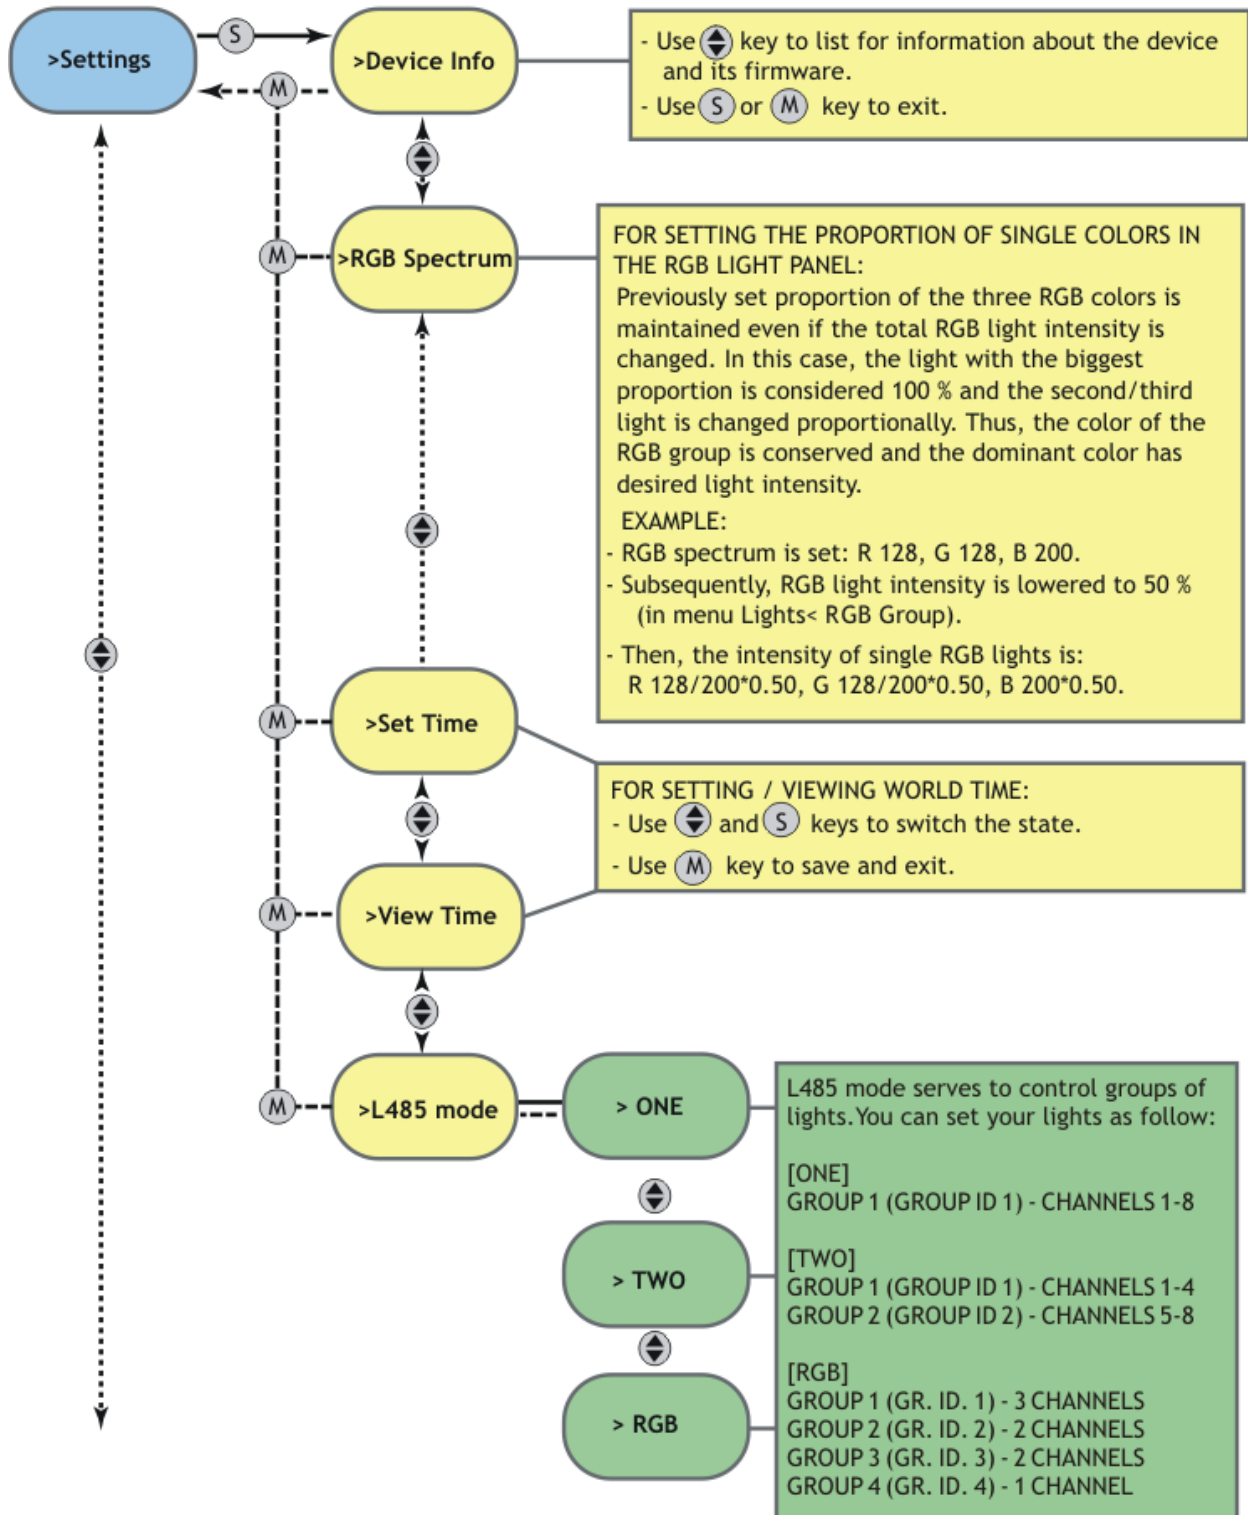 >Settings
S
M
>Device Info
- Use key to list for information about the device
and its firmware.
- Use S or M key to exit.
M
>RGB Spectrum
FOR SETTING THE PROPORTION OF SINGLE COLORS IN
THE RGB LIGHT PANEL:
Previously set proportion of the three RGB colors is
maintained even if the total RGB light intensity is
changed. In this case, the light with the biggest
proportion is considered 100 % and the second/third
light is changed proportionally. Thus, the color of the
RGB group is conserved and the dominant color has
desired light intensity.
EXAMPLE:
- RGB spectrum is set: R 128, G 128, B 200.
- Subsequently, RGB light intensity is lowered to 50 %
(in menu Lights< RGB Group).
- Then, the intensity of single RGB lights is:
R 128/200*0.50, G 128/200*0.50, B 200*0.50.
M
>Set Time
FOR SETTING / VIEWING WORLD TIME:
- Use and S keys to switch the state.
- Use M key to save and exit.
M
>View Time
M
>L485 mode
> ONE
> TWO
> RGB
L485 mode serves to control groups of
lights.You can set your lights as follow:
[ONE]
GROUP 1 (GROUP ID 1) - CHANNELS 1-8
[TWO]
GROUP 1 (GROUP ID 1) - CHANNELS 1-4
GROUP 2 (GROUP ID 2) - CHANNELS 5-8
[RGB]
GROUP 1 (GR. ID. 1) - 3 CHANNELS
GROUP 2 (GR. ID. 2) - 2 CHANNELS
GROUP 3 (GR. ID. 3) - 2 CHANNELS
GROUP 4 (GR. ID. 4) - 1 CHANNEL